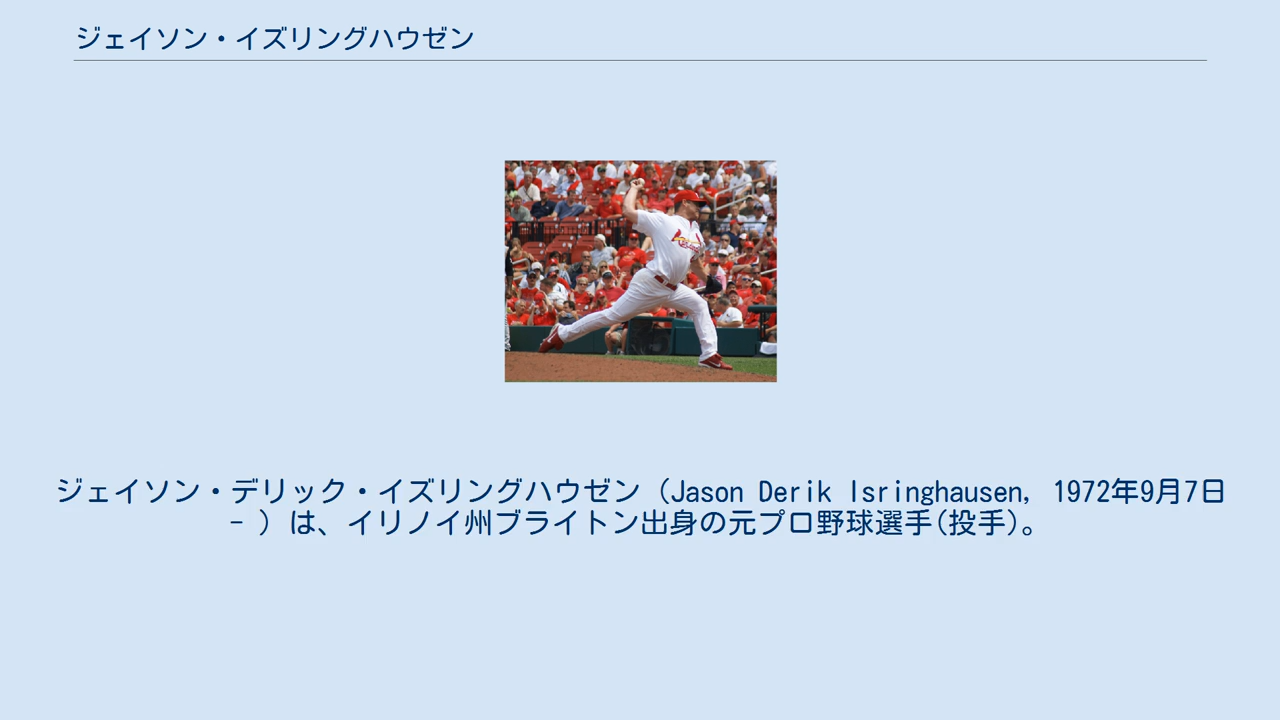 ジェイソン・イズリングハウゼン
ジェイソン・デリック・イズリングハウゼン（Jason Derik Isringhausen, 1972年9月7日
- ）は、イリノイ州ブライトン出身の元プロ野球選手(投手)。